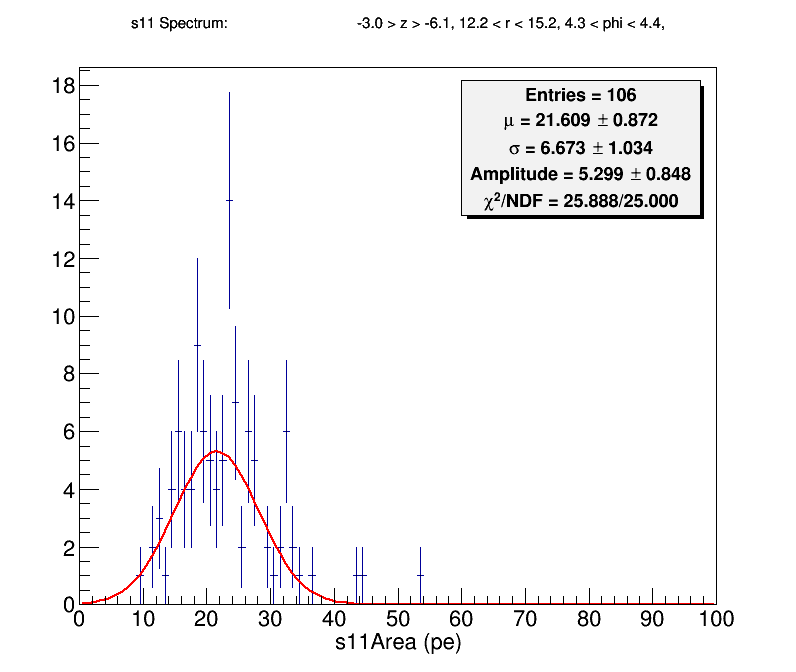 s11 Spectrum: -3.0 > z > -6.1, 12.2 < r < 15.2, 4.3 < phi < 4.4,
Entries = 106
μ = 21.609 ± 0.872
σ = 6.673 ± 1.034
Amplitude = 5.299 ± 0.848
χ²/NDF = 25.888/25.000
18
16
14
12
10
8
6
4
2
0
0 10 20 30 40 50 60 70 80 90 100
s11Area (pe)